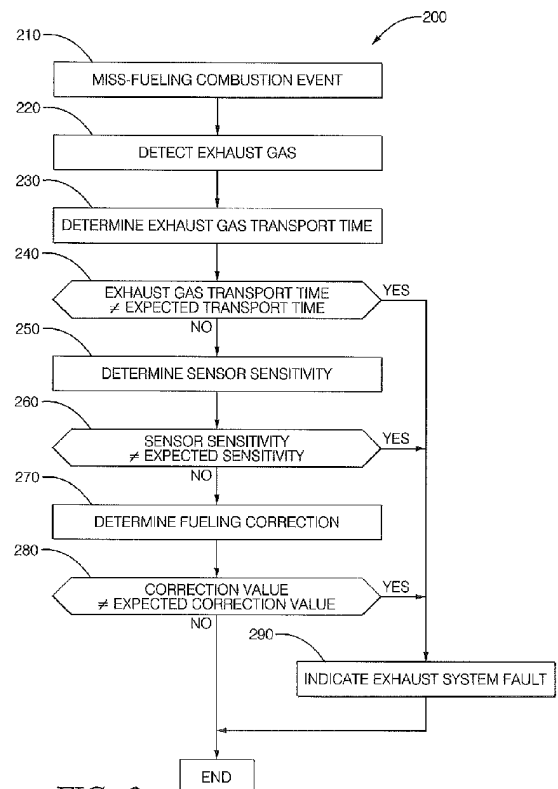 200
210
MISS-FUELING COMBUSTION EVENT
220
DETECT EXHAUST GAS
230
DETERMINE EXHAUST GAS TRANSPORT TIME
240
EXHAUST GAS TRANSPORT TIME
≠ EXPECTED TRANSPORT TIME
YES
NO
250
DETERMINE SENSOR SENSITIVITY
260
SENSOR SENSITIVITY
≠ EXPECTED SENSITIVITY
YES
NO
270
DETERMINE FUELING CORRECTION
280
CORRECTION VALUE
≠ EXPECTED CORRECTION VALUE
YES
NO
290
INDICATE EXHAUST SYSTEM FAULT
END